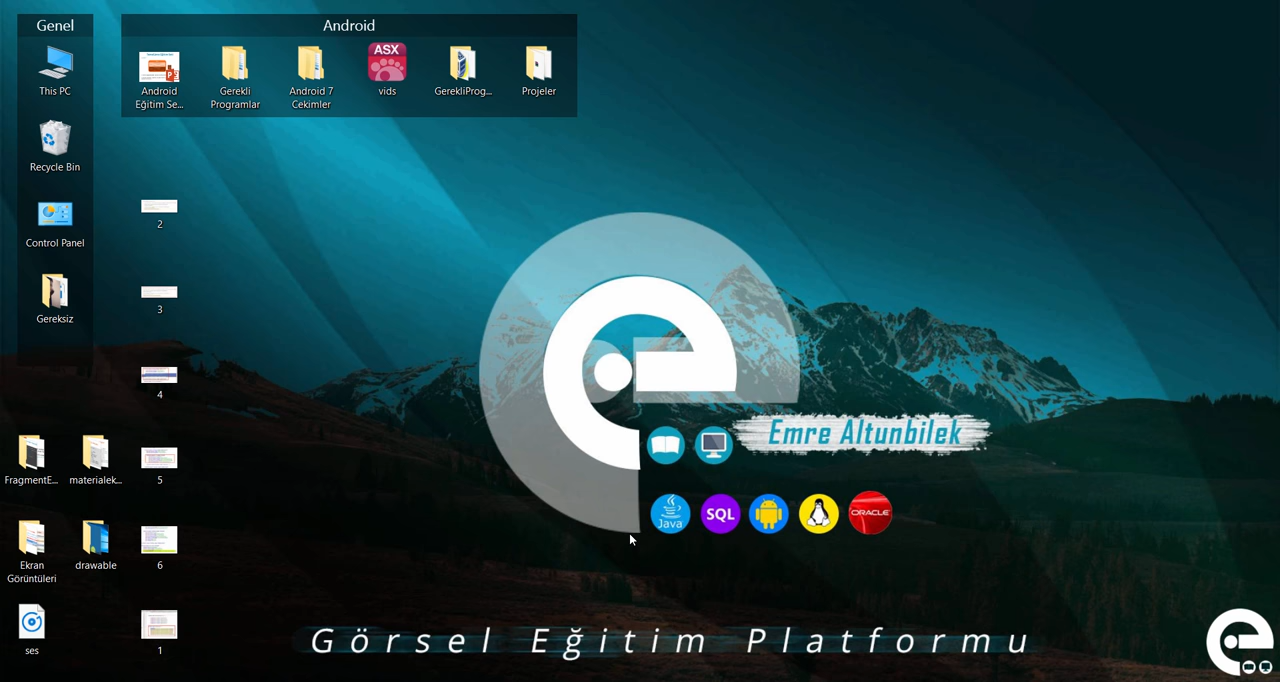 Genel
This PC
Recycle Bin
Control Panel
Gereksiz
Android
Android
Eğitim Se...
Gerekli
Programlar
Android 7
Cekimler
ASX
vids
GerekliProg...
Projeler
2
3
4
5
6
1
FragmentE...
materialek...
Ekran
Görüntüleri
drawable
ses
Emre Altunbilek
Java
SQL
ORACLE
Görsel Eğitim Platformu